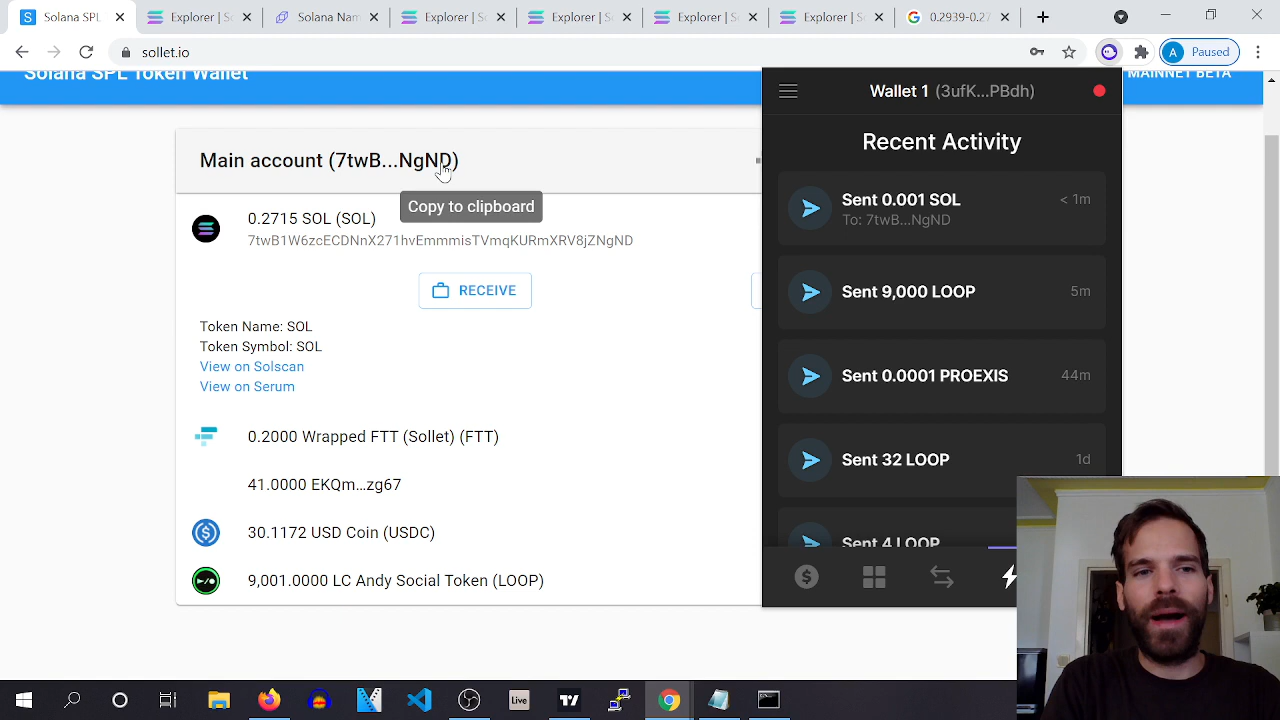 Explorer | S
Solana Nam
Explorer | S
Explorer | S
Explorer | S
Explorer | S
0.2939-0.27
sollet.io
A
Paused
Solana SPL Token Wallet
MAINNET BETA
Main account (7twB...NgND)
Copy to clipboard
0.2715 SOL (SOL)
7twB1W6zcECDNnX271hvEmmmisTVmqKURmXRV8jZNgND
RECEIVE
Token Name: SOL
Token Symbol: SOL
View on Solscan
View on Serum
0.2000 Wrapped FTT (Sollet) (FTT)
41.0000 EKQm...zg67
30.1172 USD Coin (USDC)
9,001.0000 LC Andy Social Token (LOOP)
Wallet 1 (3ufK...PBdh)
Recent Activity
Sent 0.001 SOL
< 1m
To: 7twB...NgND
Sent 9,000 LOOP
5m
Sent 0.0001 PROEXIS
44m
Sent 32 LOOP
1d
Sent 4 LOOP
Live